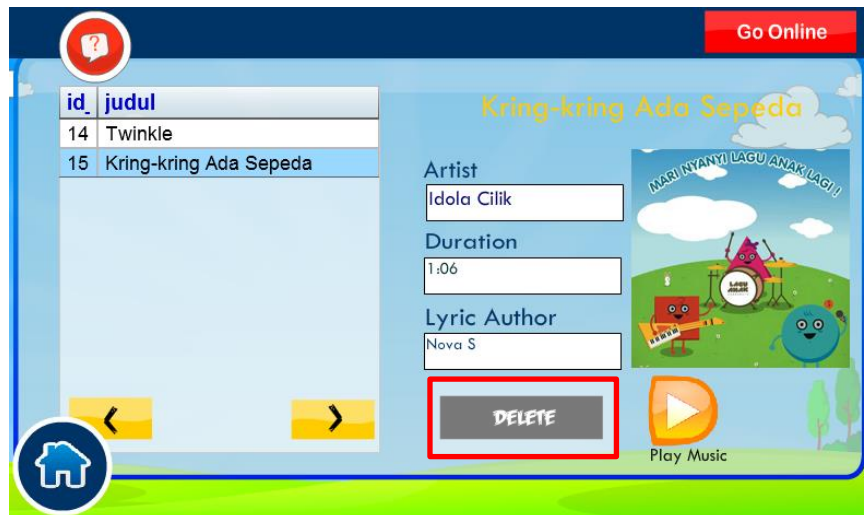 ?
Go Online
id_ judul
14 Twinkle
15 Kring-kring Ada Sepeda
Kring-kring Ada Sepeda
Artist
Idola Cilik
MARI NYANYI LAGU ANAK LAGI !
LAGU
ANAK
Duration
1:06
Lyric Author
Nova S
DELETE
Play Music